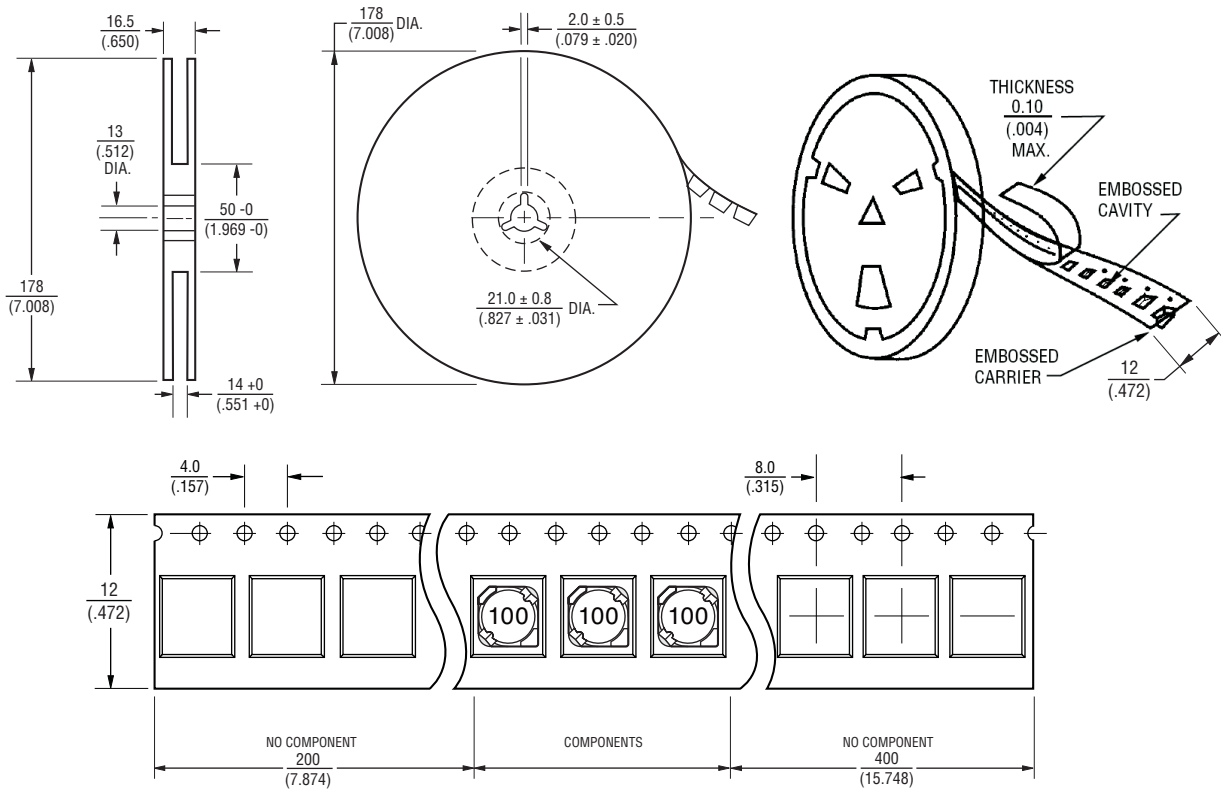 16.5
(.650)
178
(7.008)
DIA.
2.0 ± 0.5
(.079 ± .020)
13
(.512)
DIA.
50 -0
(1.969 -0)
178
(7.008)
14 +0
(.551 +0)
21.0 ± 0.8
(.827 ± .031)
DIA.
THICKNESS
0.10
(.004)
MAX.
EMBOSSED
CAVITY
EMBOSSED
CARRIER
12
(.472)
4.0
(.157)
8.0
(.315)
12
(.472)
100
100
100
NO COMPONENT
200
(7.874)
COMPONENTS
NO COMPONENT
400
(15.748)